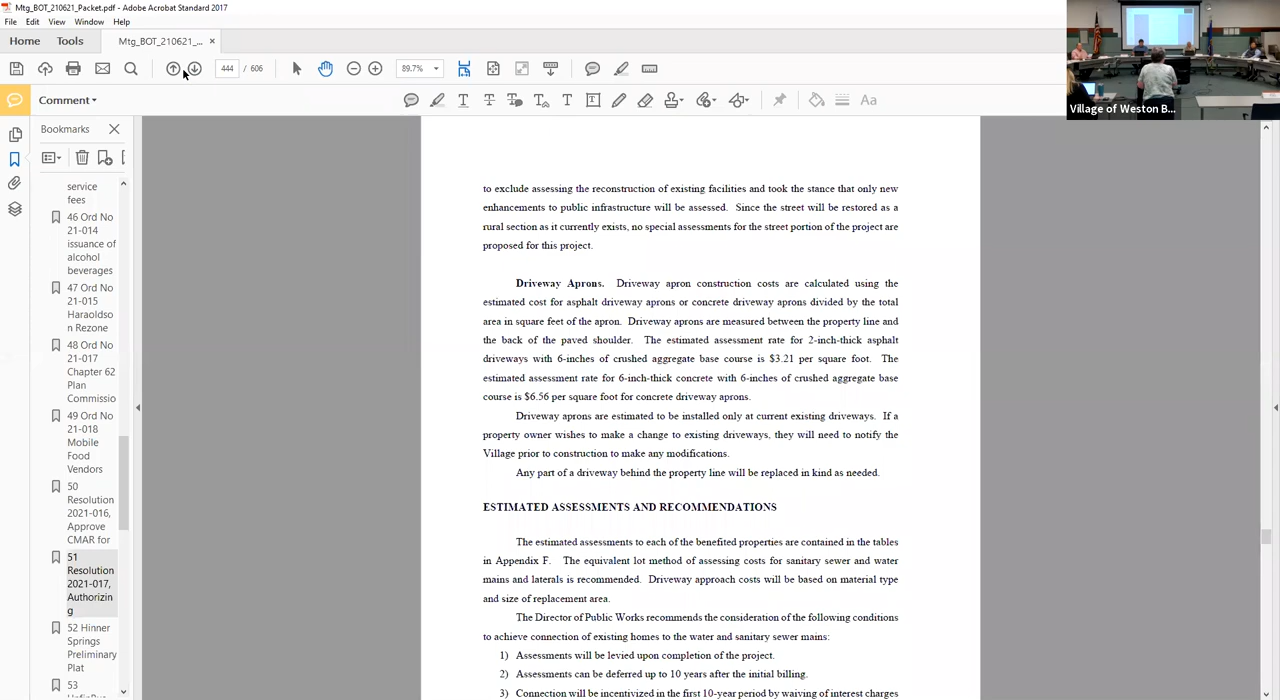 Mtg_BOT_210621_Packet.pdf - Adobe Acrobat Standard 2017
File Edit View Window Help
Home Tools Mtg_BOT_210621_... ×
444 / 606 89.7%
Comment
Bookmarks
service
fees
46 Ord No
21-014
issuance of
alcohol
beverages
47 Ord No
21-015
Haraoldso
n Rezone
48 Ord No
21-017
Chapter 62
Plan
Commissio
49 Ord No
21-018
Mobile
Food
Vendors
50
Resolution
2021-016,
Approve
CMAR for
51
Resolution
2021-017,
Authorizin
g
52 Hinner
Springs
Preliminary
Plat
53
to exclude assessing the reconstruction of existing facilities and took the stance that only new
enhancements to public infrastructure will be assessed. Since the street will be restored as a
rural section as it currently exists, no special assessments for the street portion of the project are
proposed for this project.
Driveway Aprons. Driveway apron construction costs are calculated using the
estimated cost for asphalt driveway aprons or concrete driveway aprons divided by the total
area in square feet of the apron. Driveway aprons are measured between the property line and
the back of the paved shoulder. The estimated assessment rate for 2-inch-thick asphalt
driveways with 6-inches of crushed aggregate base course is $3.21 per square foot. The
estimated assessment rate for 6-inch-thick concrete with 6-inches of crushed aggregate base
course is $6.56 per square foot for concrete driveway aprons.
Driveway aprons are estimated to be installed only at current existing driveways. If a
property owner wishes to make a change to existing driveways, they will need to notify the
Village prior to construction to make any modifications.
Any part of a driveway behind the property line will be replaced in kind as needed.
ESTIMATED ASSESSMENTS AND RECOMMENDATIONS
The estimated assessments to each of the benefited properties are contained in the tables
in Appendix F. The equivalent lot method of assessing costs for sanitary sewer and water
mains and laterals is recommended. Driveway approach costs will be based on material type
and size of replacement area.
The Director of Public Works recommends the consideration of the following conditions
to achieve connection of existing homes to the water and sanitary sewer mains:
1) Assessments will be levied upon completion of the project.
2) Assessments can be deferred up to 10 years after the initial billing.
3) Connection will be incentivized in the first 10-year period by waiving of interest charges
Village of Weston B...